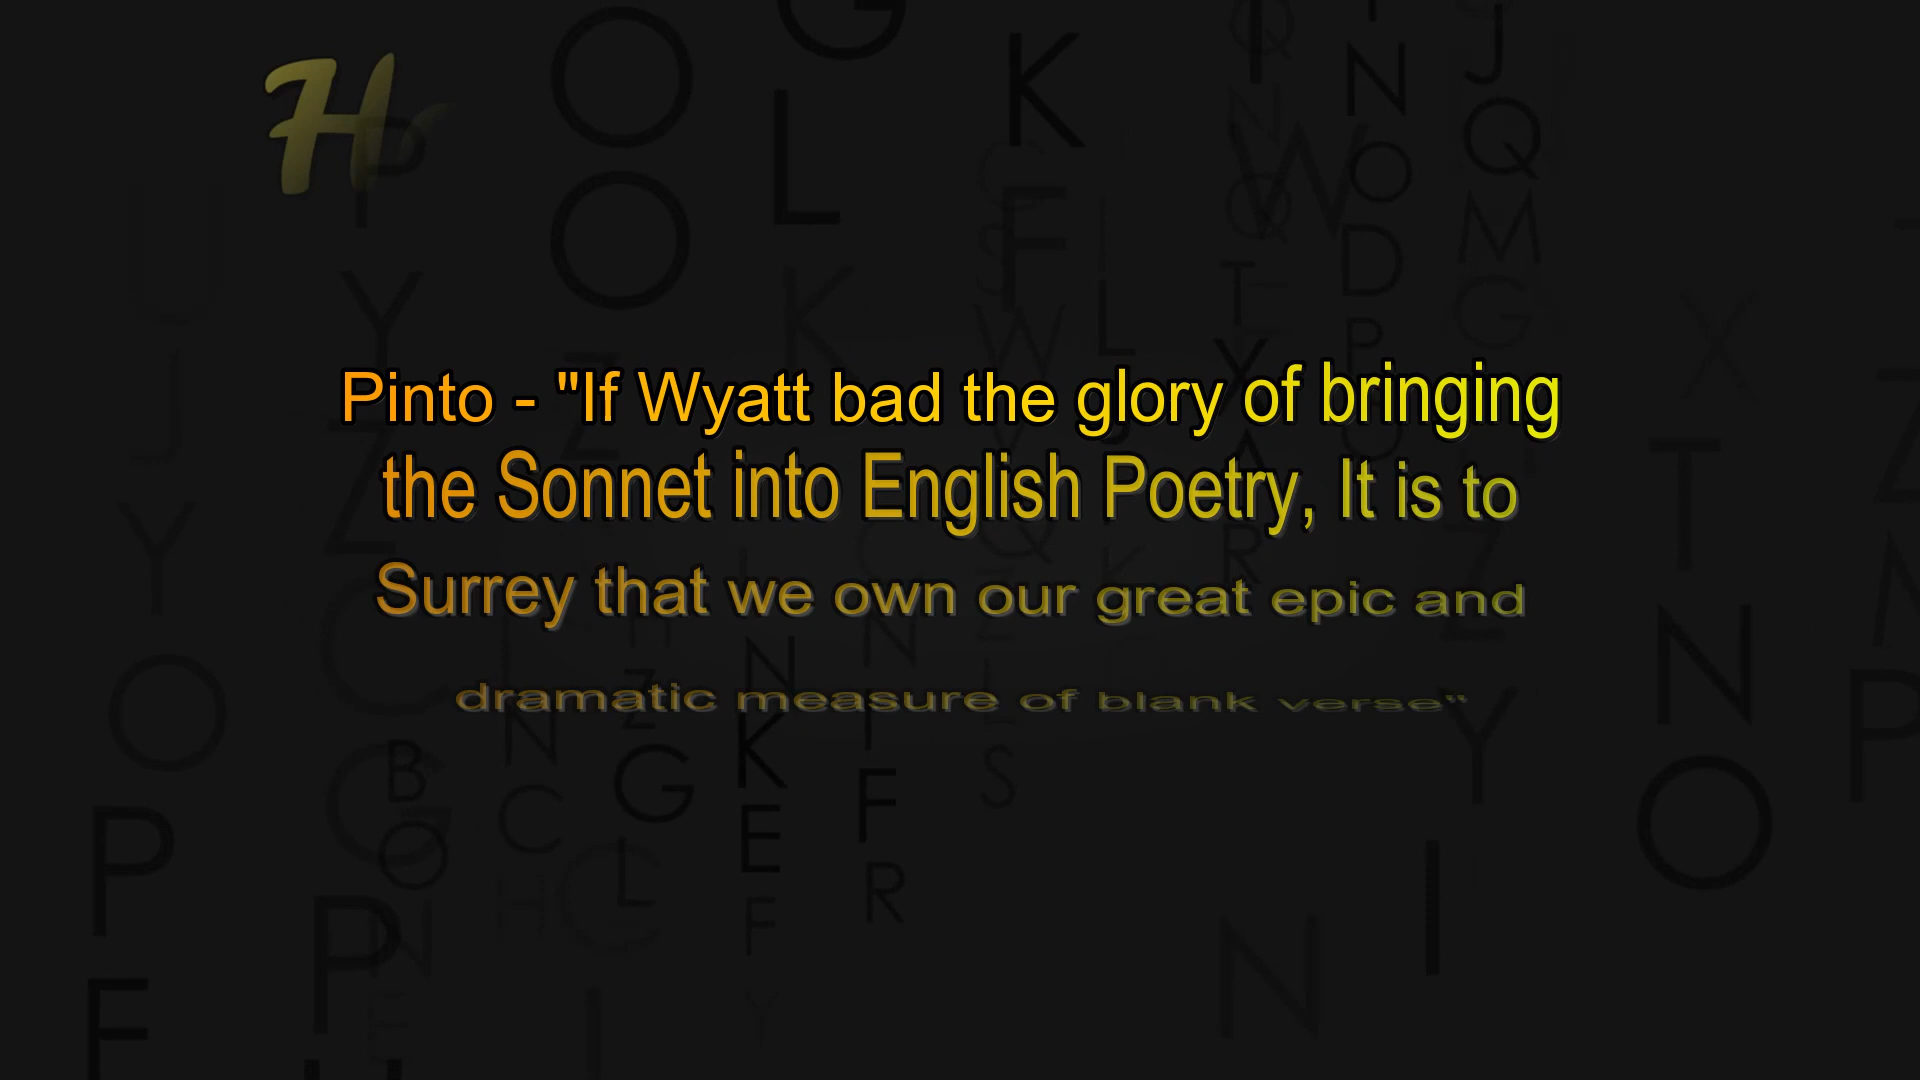 H
Pinto - "If Wyatt bad the glory of bringing
the Sonnet into English Poetry, It is to
Surrey that we own our great epic and
dramatic measure of blank verse"